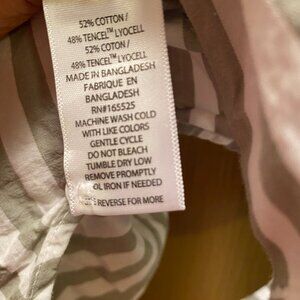 52% COTTON /
48% TENCEL™ LYOCELL
52% COTON /
48% TENCEL™ LYOCELL
MADE IN BANGLADESH
FABRIQUE EN
BANGLADESH
RN#165525
MACHINE WASH COLD
WITH LIKE COLORS
GENTLE CYCLE
DO NOT BLEACH
TUMBLE DRY LOW
REMOVE PROMPTLY
OL IRON IF NEEDED
REVERSE FOR MORE